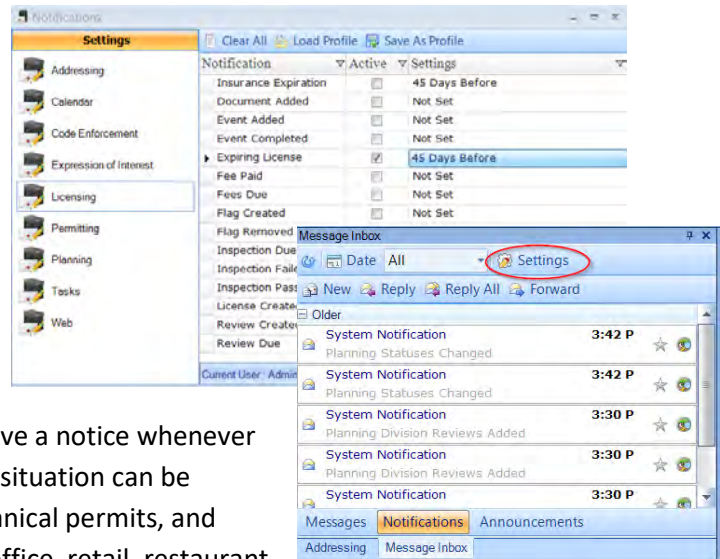 Notifications
Settings
Clear All Load Profile Save As Profile
Notification Active Settings
Addressing
Calendar
Code Enforcement
Expression of Interest
Licensing
Permitting
Planning
Tasks
Web
Insurance Expiration 45 Days Before
Document Added Not Set
Event Added Not Set
Event Completed Not Set
Expiring License 45 Days Before
Fee Paid Not Set
Fees Due Not Set
Flag Created Not Set
Flag Removed
Inspection Due
Inspection Faile
Inspection Pass
License Create
Review Create
Review Due
Current User: Admin
Message Inbox
Date All Settings
New Reply Reply All Forward
Older
System Notification 3:42 P
Planning Statuses Changed
System Notification 3:42 P
Planning Statuses Changed
System Notification 3:30 P
Planning Division Reviews Added
System Notification 3:30 P
Planning Division Reviews Added
System Notification 3:30 P
Messages Notifications Announcements
Addressing Message Inbox
ve a notice whenever
situation can be
nical permits, and
office, retail, restaurant